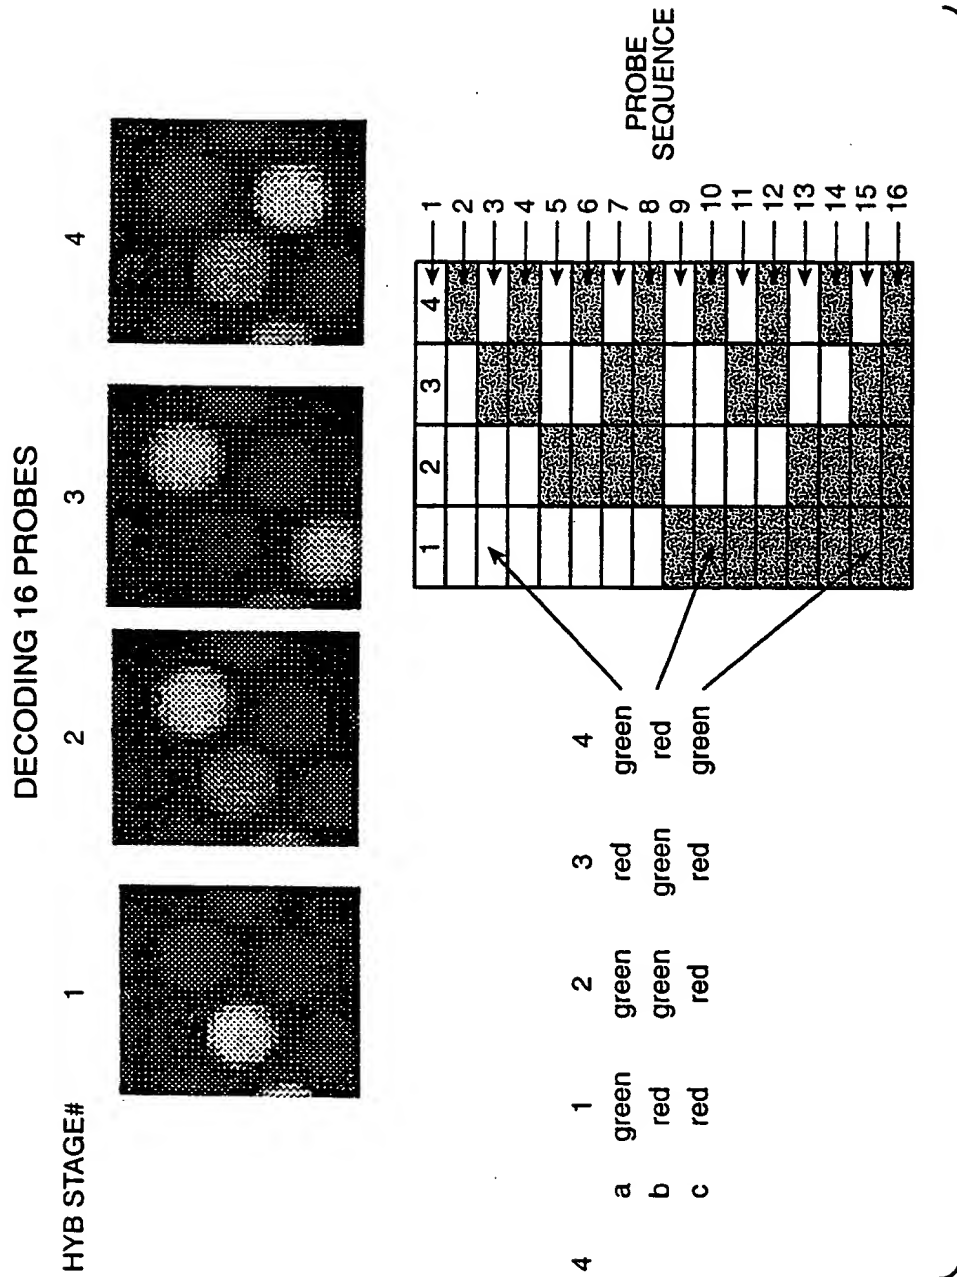 DECODING 16 PROBES
HYB STAGE# 1 2 3 4
1 2 3 4
1
2
3
4
5
6
7
8
9
10
11
12
13
14
15
16
PROBE
SEQUENCE
4 1 2 3 4
a green green red green
b red green green red
c red red red green